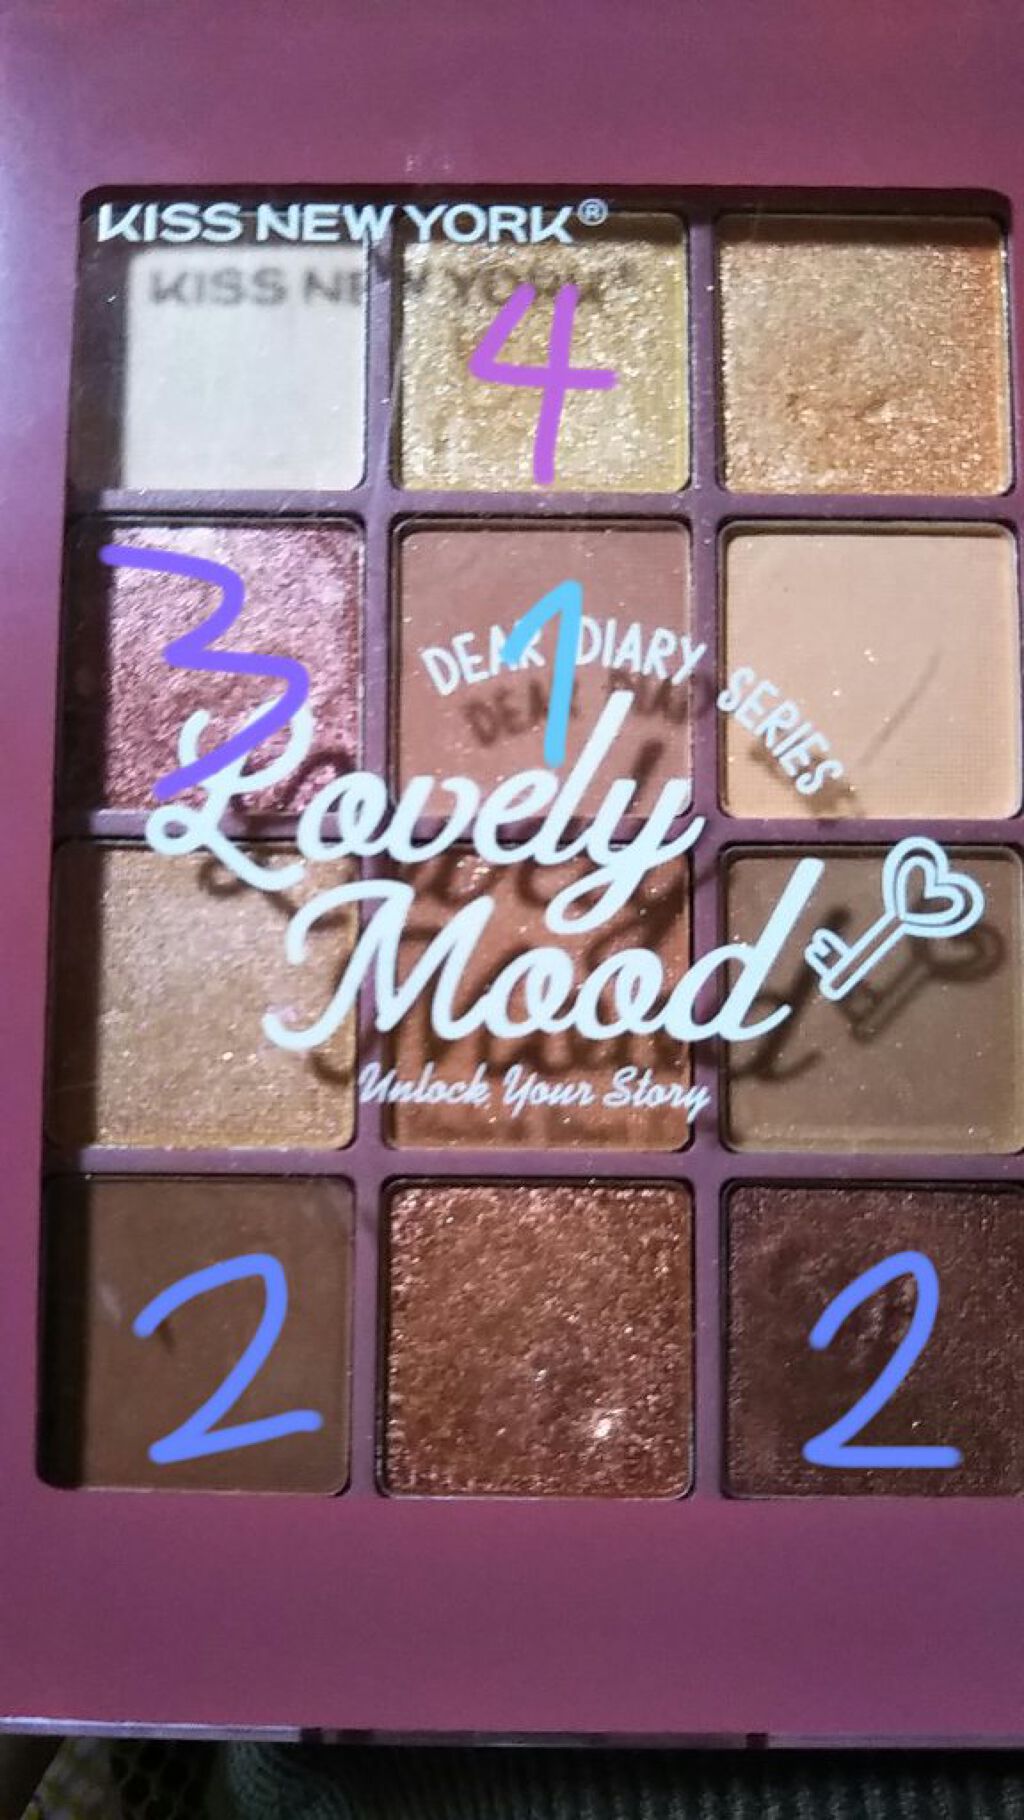 KISS NEW YORK®
4
3
1
DEAR DIARY SERIES
Lovely
Mood
Unlock Your Story
2
2